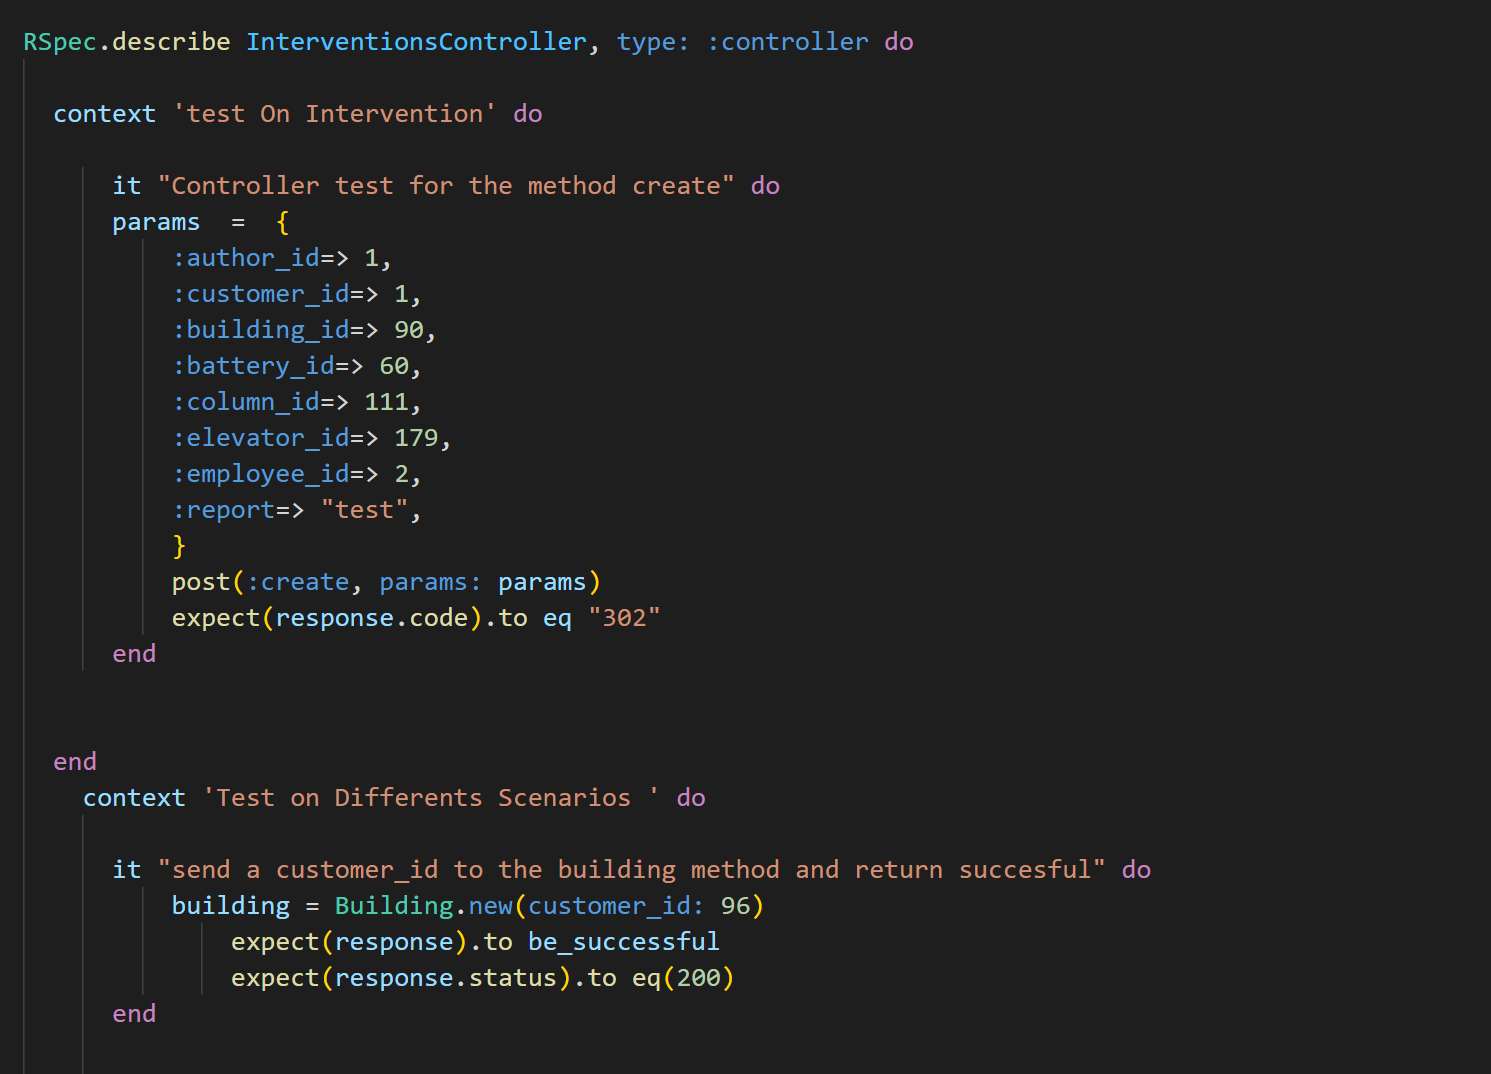 RSpec.describe InterventionsController, type: :controller do
context 'test On Intervention' do
it "Controller test for the method create" do
params  =  {
:author_id=> 1,
:customer_id=> 1,
:building_id=> 90,
:battery_id=> 60,
:column_id=> 111,
:elevator_id=> 179,
:employee_id=> 2,
:report=> "test",
}
post(:create, params: params)
expect(response.code).to eq "302"
end
end
context 'Test on Differents Scenarios ' do
it "send a customer_id to the building method and return succesful" do
building = Building.new(customer_id: 96)
expect(response).to be_successful
expect(response.status).to eq(200)
end